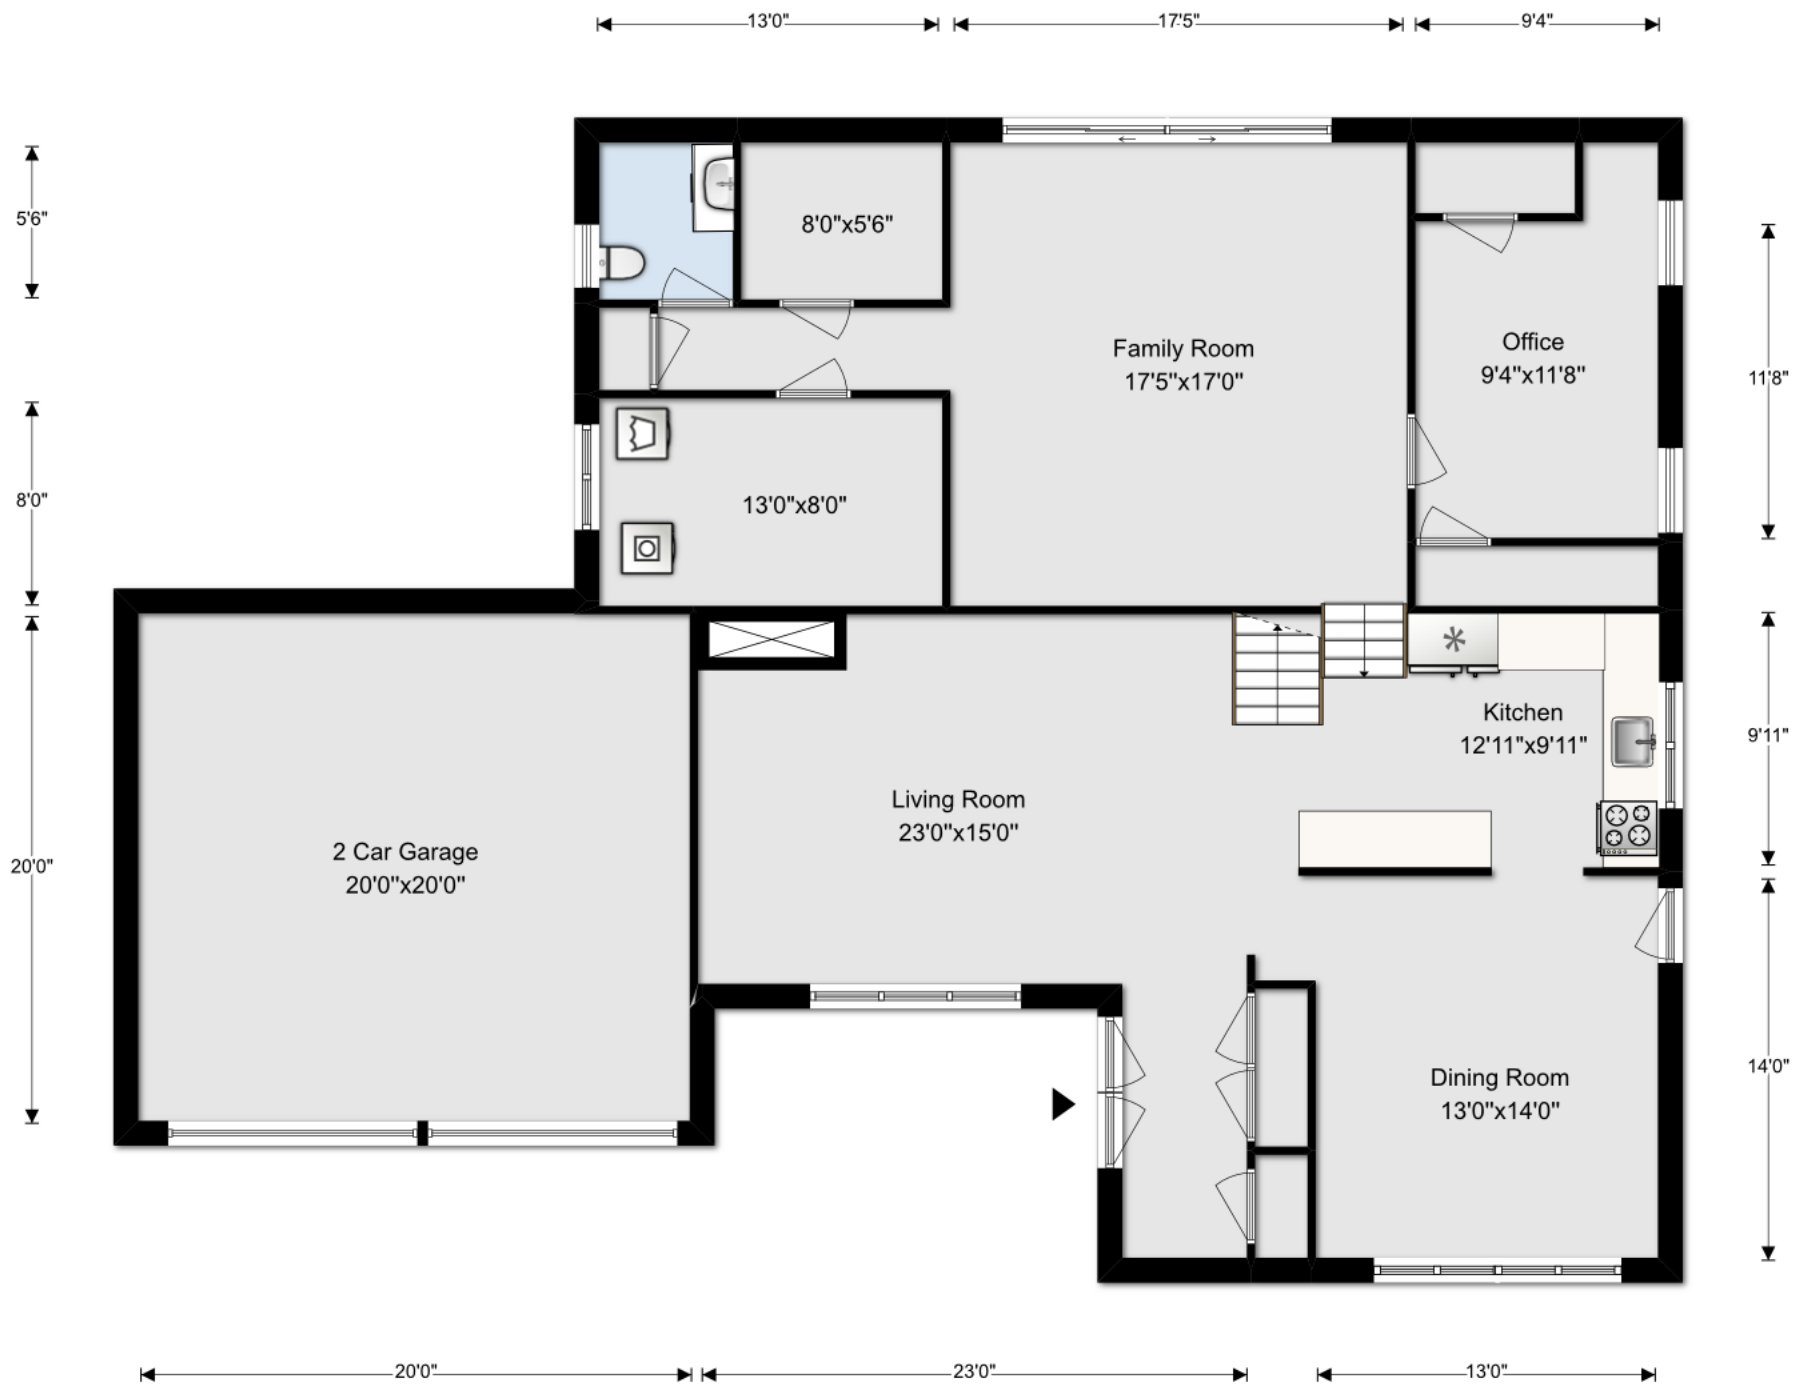 13'0"
17'5"
9'4"
5'6"
8'0"x5'6"
Family Room
17'5"x17'0"
Office
9'4"x11'8"
11'8"
8'0"
13'0"x8'0"
Kitchen
12'11"x9'11"
9'11"
Living Room
23'0"x15'0"
2 Car Garage
20'0"x20'0"
20'0"
14'0"
Dining Room
13'0"x14'0"
20'0"
23'0"
13'0"